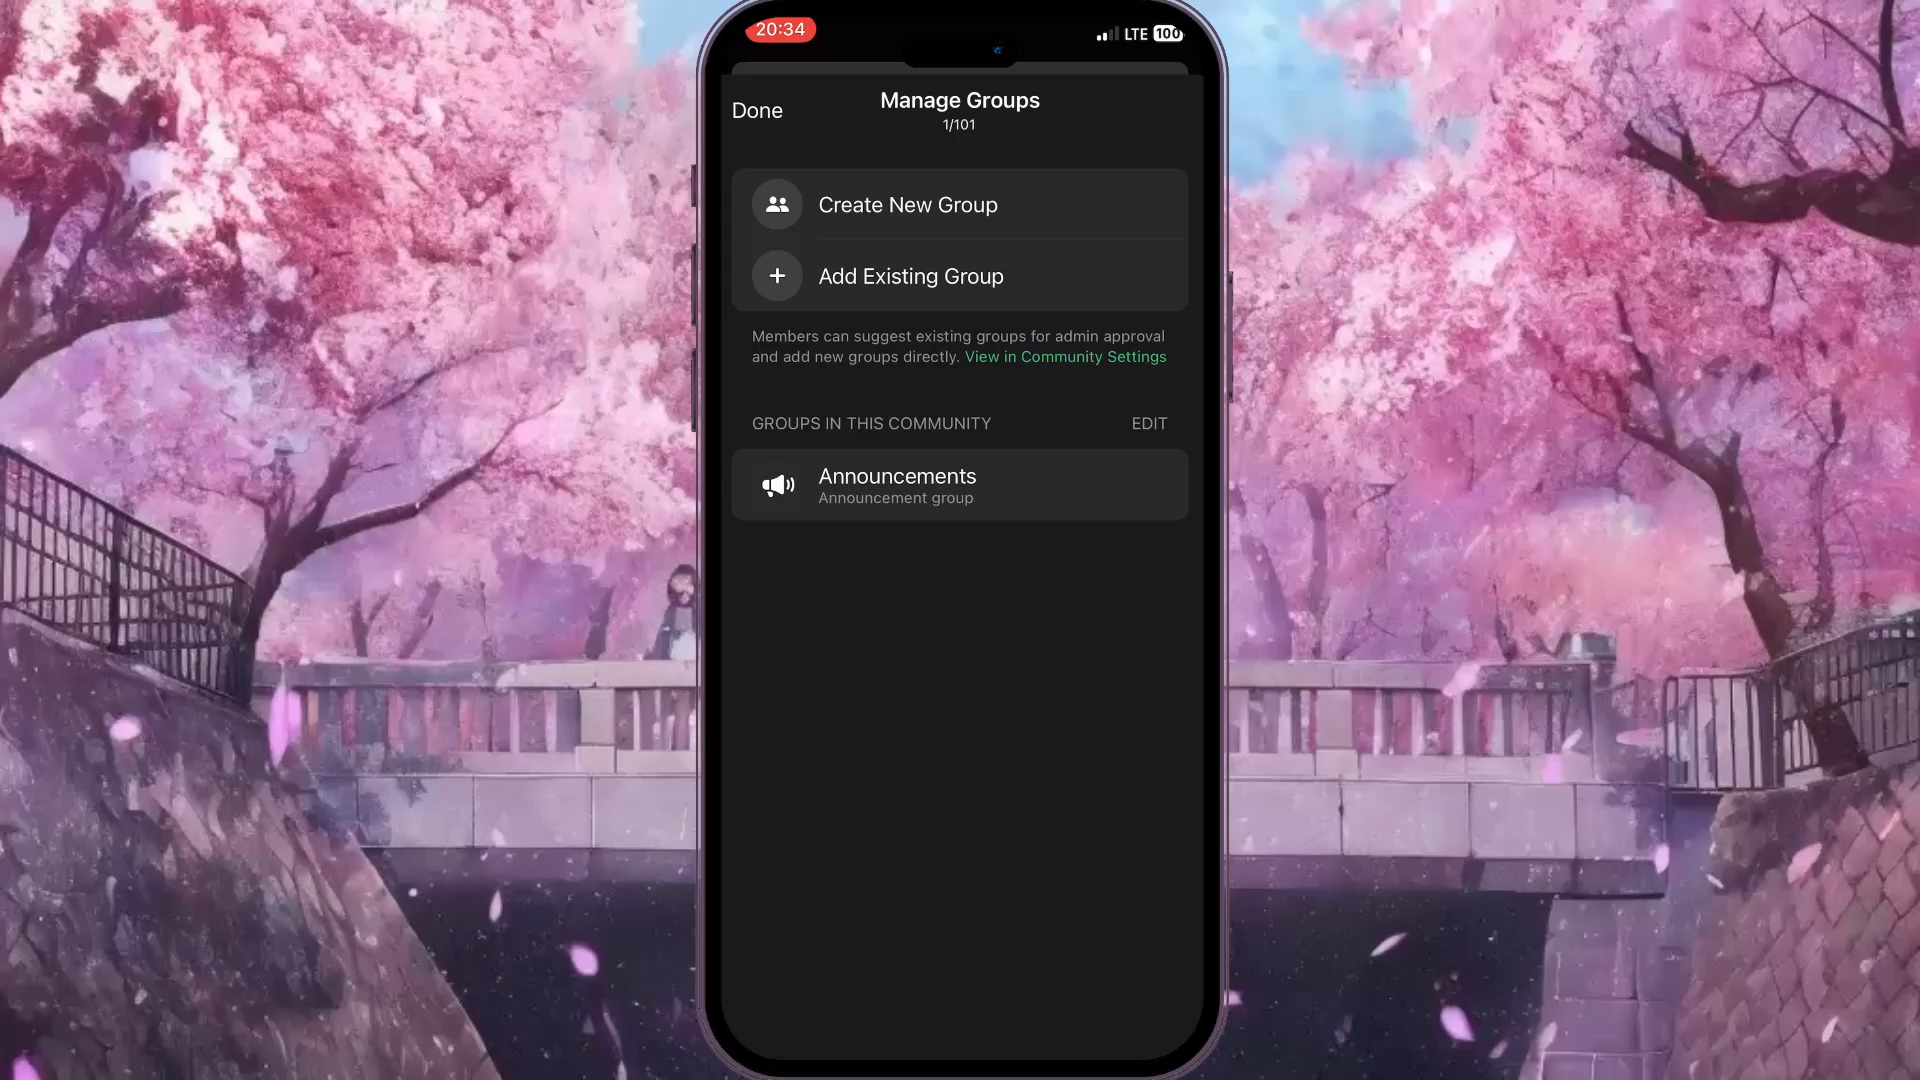 20:34
LTE 100
Done
Manage Groups
1/101
Create New Group
Add Existing Group
Members can suggest existing groups for admin approval
and add new groups directly. View in Community Settings
GROUPS IN THIS COMMUNITY
EDIT
Announcements
Announcement group